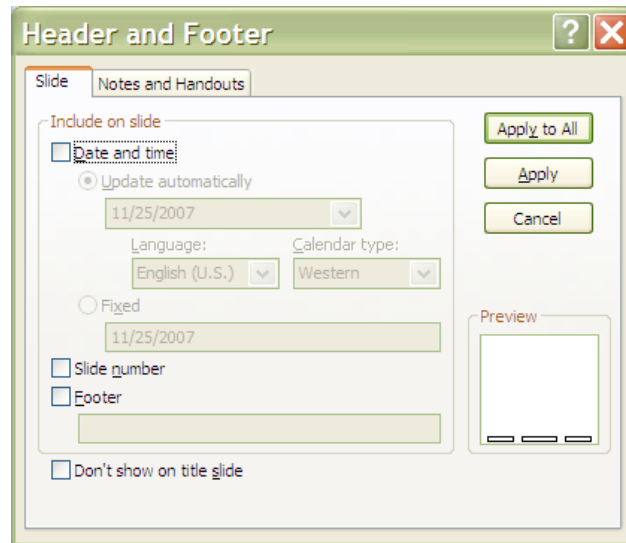 Header and Footer
Slide
Notes and Handouts
Include on slide
Date and time
Update automatically
11/25/2007
Language:
Calendar type:
English (U.S.)
Western
Fixed
11/25/2007
Slide number
Footer
Don't show on title slide
Apply to All
Apply
Cancel
Preview